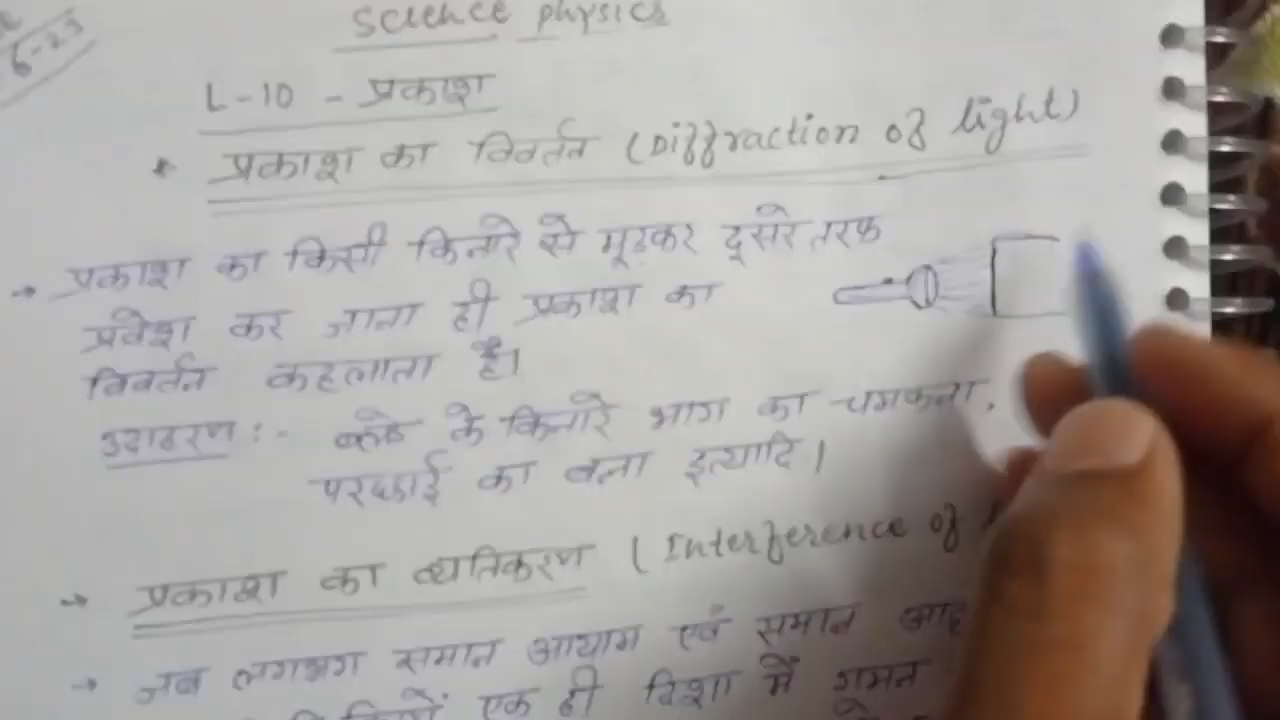 6-23
Science physics
L-10 - प्रकाश
* प्रकाश का विवर्तन (Diffraction of light)
→ प्रकाश का किसी किनारे से मूड़कर दूसरे तरफ
प्रवेश कर जाना ही प्रकाश का
विवर्तन कहलाता है।
उदाहरण :- ब्लेड के किनारे भाग का चमकना,
परछाई का बनना इत्यादि।
→ प्रकाश का व्यतिकरण (Interference of
→ जब लगभग समान आयाम एवं समान
एक ही दिशा में गमन